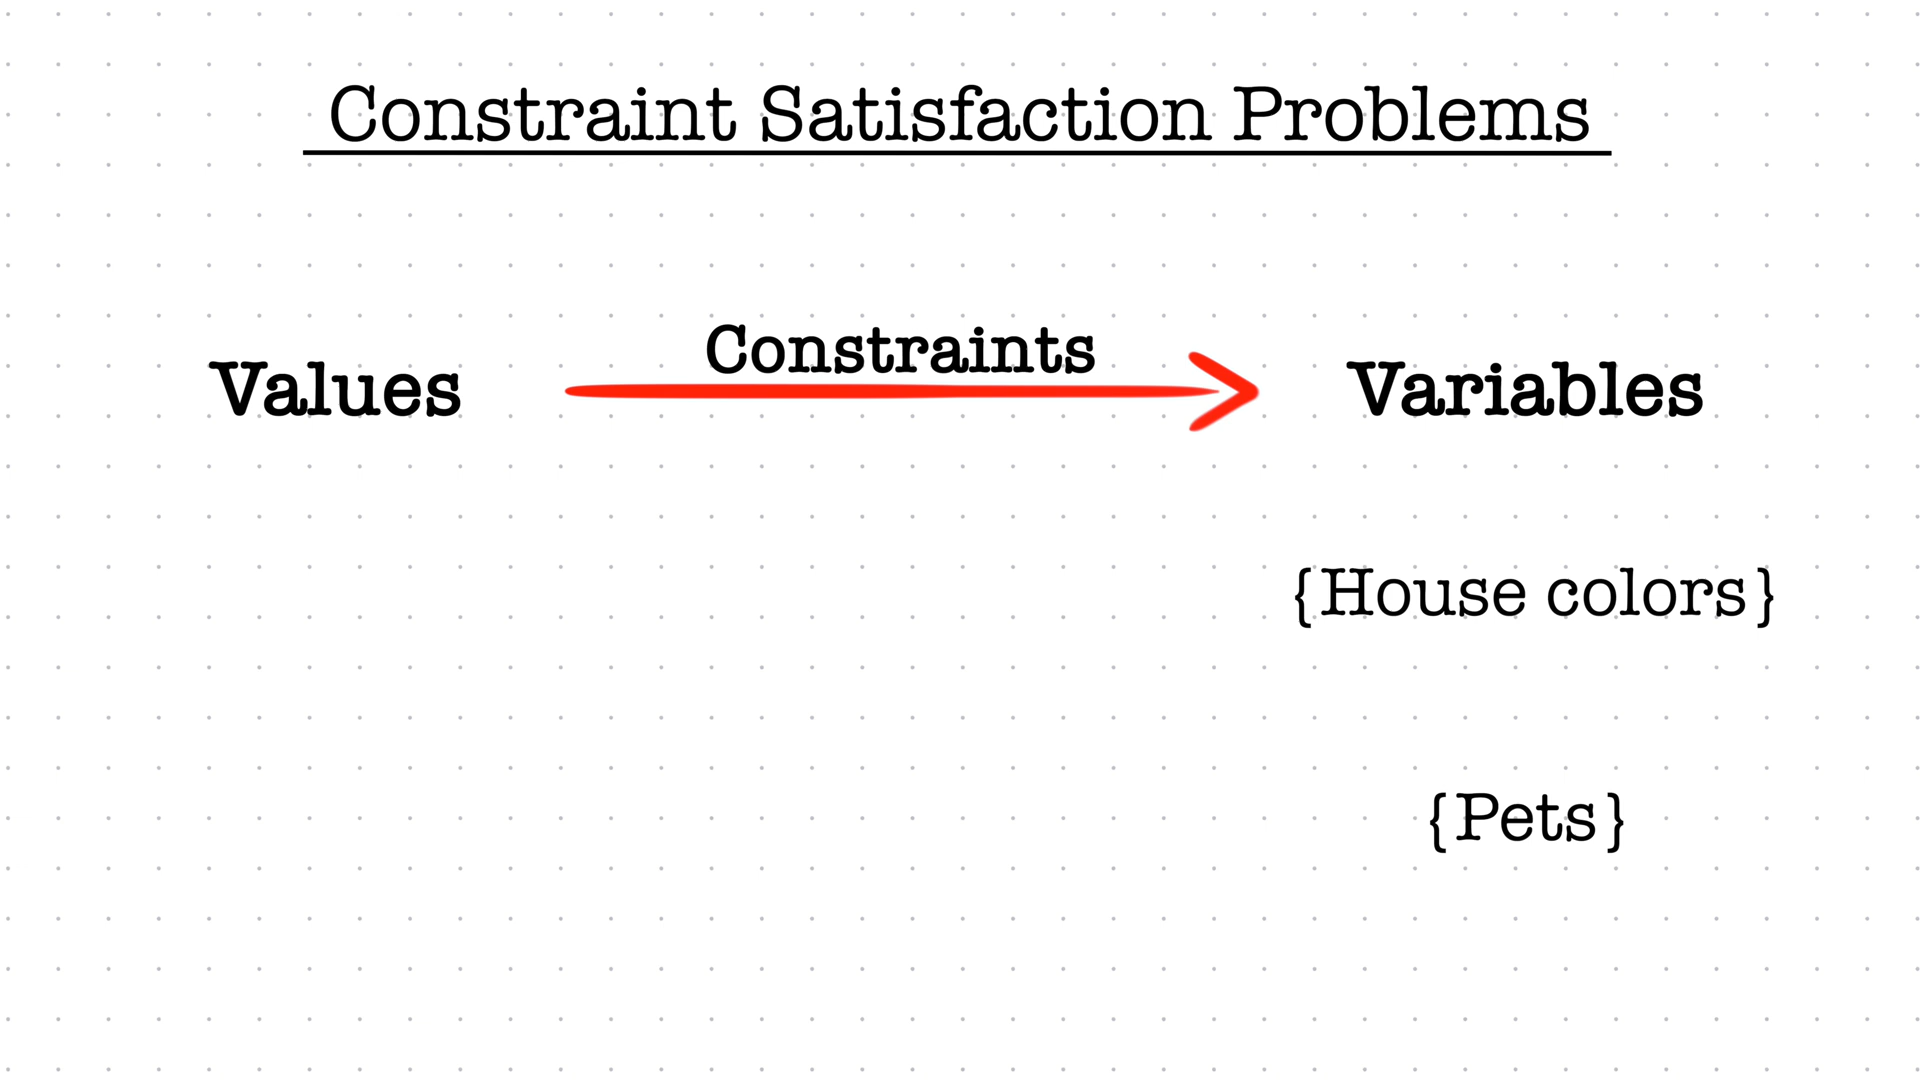 Constraint Satisfaction Problems
Constraints
Values
Variables
{House colors}
{Pets}